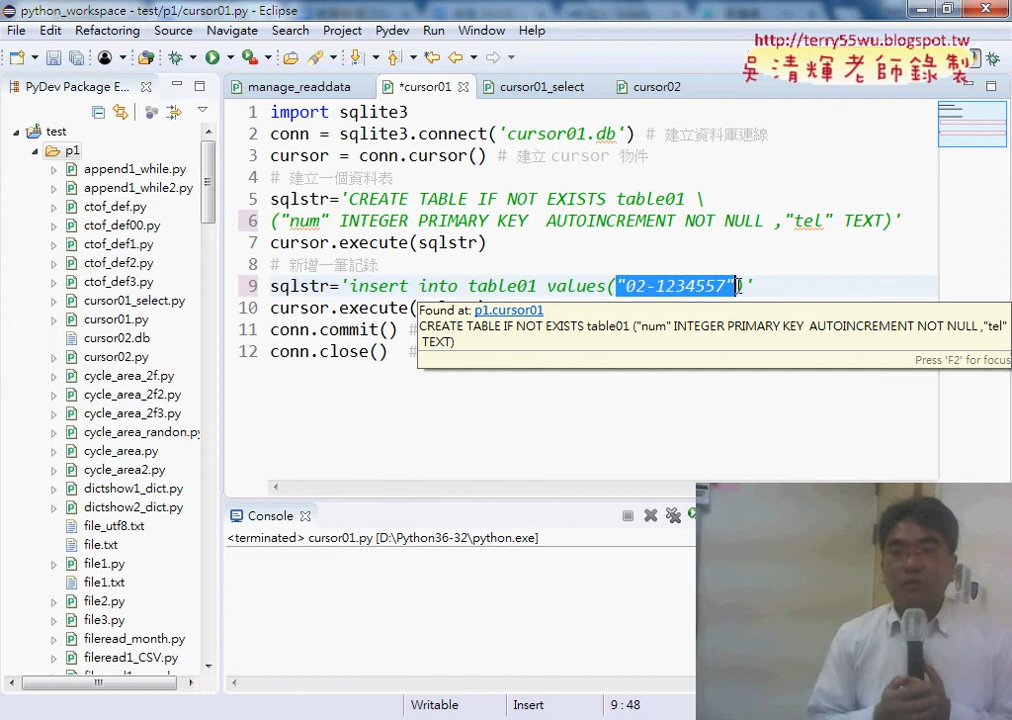 python_workspace - test/p1/cursor01.py - Eclipse
File Edit Refactoring Source Navigate Search Project Pydev Run Window Help
http://terry55wu.blogspot.tw
吳清輝老師錄製
PyDev Package E...
manage_readdata
*cursor01
cursor01_select
cursor02
test
p1
append1_while.py
append1_while2.py
ctof_def.py
ctof_def00.py
ctof_def1.py
ctof_def2.py
ctof_def3.py
cursor01_select.py
cursor01.py
cursor02.db
cursor02.py
cycle_area_2f.py
cycle_area_2f2.py
cycle_area_2f3.py
cycle_area_randon.py
cycle_area.py
cycle_area2.py
dictshow1_dict.py
dictshow2_dict.py
file_utf8.txt
file.txt
file1.py
file1.txt
file2.py
file3.py
fileread_month.py
fileread1_CSV.py
1 import sqlite3
2 conn = sqlite3.connect('cursor01.db') # 建立資料庫連線
3 cursor = conn.cursor() # 建立 cursor 物件
4 # 建立一個資料表
5 sqlstr='CREATE TABLE IF NOT EXISTS table01 \
6 ("num" INTEGER PRIMARY KEY  AUTOINCREMENT NOT NULL ,"tel" TEXT)'
7 cursor.execute(sqlstr)
8 # 新增一筆記錄
9 sqlstr='insert into table01 values("02-1234557")'
10 cursor.execute(
11 conn.commit() #
12 conn.close() #
Found at: p1.cursor01
CREATE TABLE IF NOT EXISTS table01 ("num" INTEGER PRIMARY KEY  AUTOINCREMENT NOT NULL ,"tel"
TEXT)
Press 'F2' for focus
Console
<terminated> cursor01.py [D:\Python36-32\python.exe]
Writable Insert 9 : 48